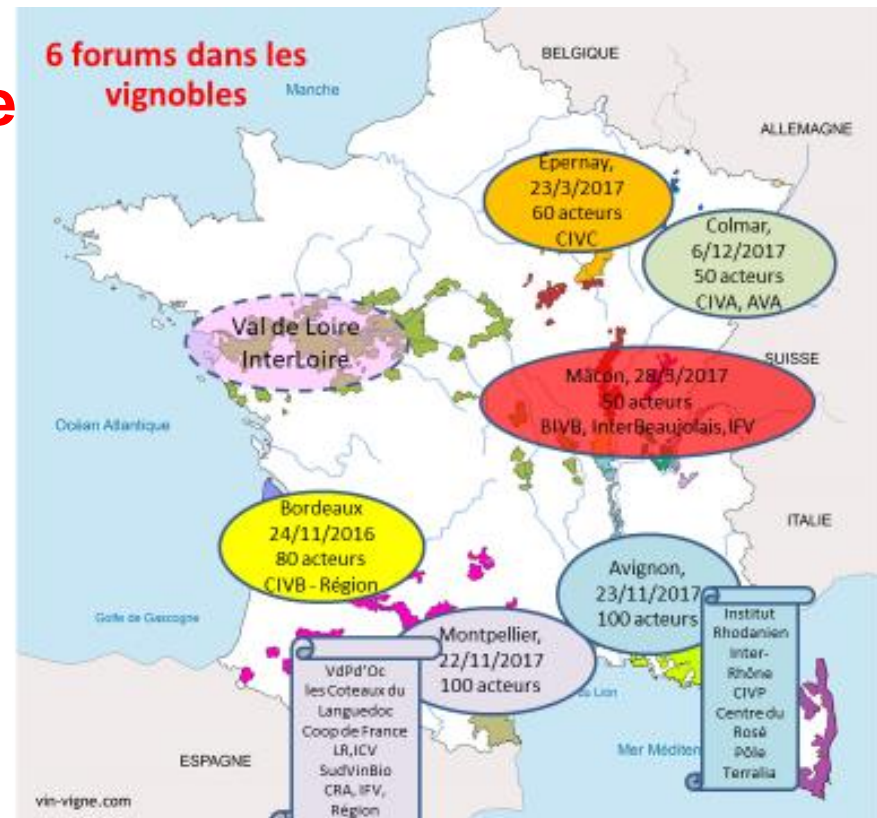 6 forums dans les
vignobles
e
Manche
BELGIQUE
ALLEMAGNE
Epernay,
23/3/2017
60 acteurs
CIVC
Colmar,
6/12/2017
50 acteurs
CIVA, AVA
Val de Loire
InterLoire
SUISSE
Mâcon, 28/3/2017
50 acteurs
BIVB, InterBeaujolais, IFV
Océan Atlantique
ITALIE
Bordeaux
24/11/2016
80 acteurs
CIVB - Région
Avignon,
23/11/2017
100 acteurs
Institut
Rhodanien
Inter-
Rhône
CIVP
Centre du
Rosé
Pôle
Terralia
Golfe de Gascogne
Montpellier,
22/11/2017
100 acteurs
du Lion
VdPd'Oc
les Coteaux du
Languedoc
Coop de France
LR, ICV
SudVinBio
CRA, IFV,
Région
Mer Méditen
ESPAGNE
vin-vigne.com